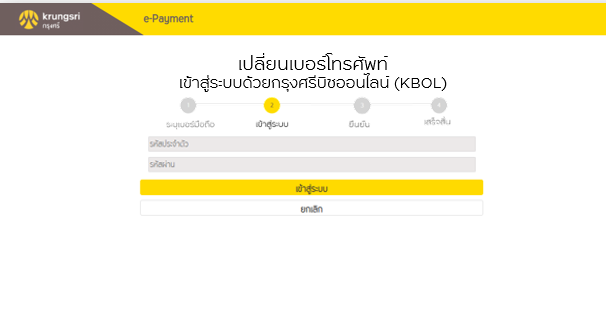 krungsri
กรุงศรี
e-Payment
เปลี่ยนเบอร์โทรศัพท์
เข้าสู่ระบบด้วยกรุงศรีบิซออนไลน์ (KBOL)
1 2 3 4
ระบุเบอร์มือถือ เข้าสู่ระบบ ยืนยัน เสร็จสิ้น
รหัสประจำตัว
รหัสผ่าน
เข้าสู่ระบบ
ยกเลิก